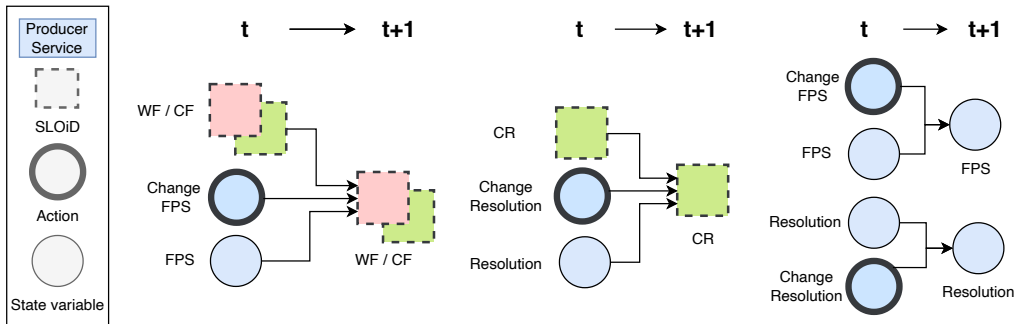 Producer
Service
SLOiD
Action
State variable
t
t+1
WF / CF
Change
FPS
FPS
WF / CF
t
t+1
CR
Change
Resolution
Resolution
CR
t
t+1
Change
FPS
FPS
FPS
Resolution
Change
Resolution
Resolution